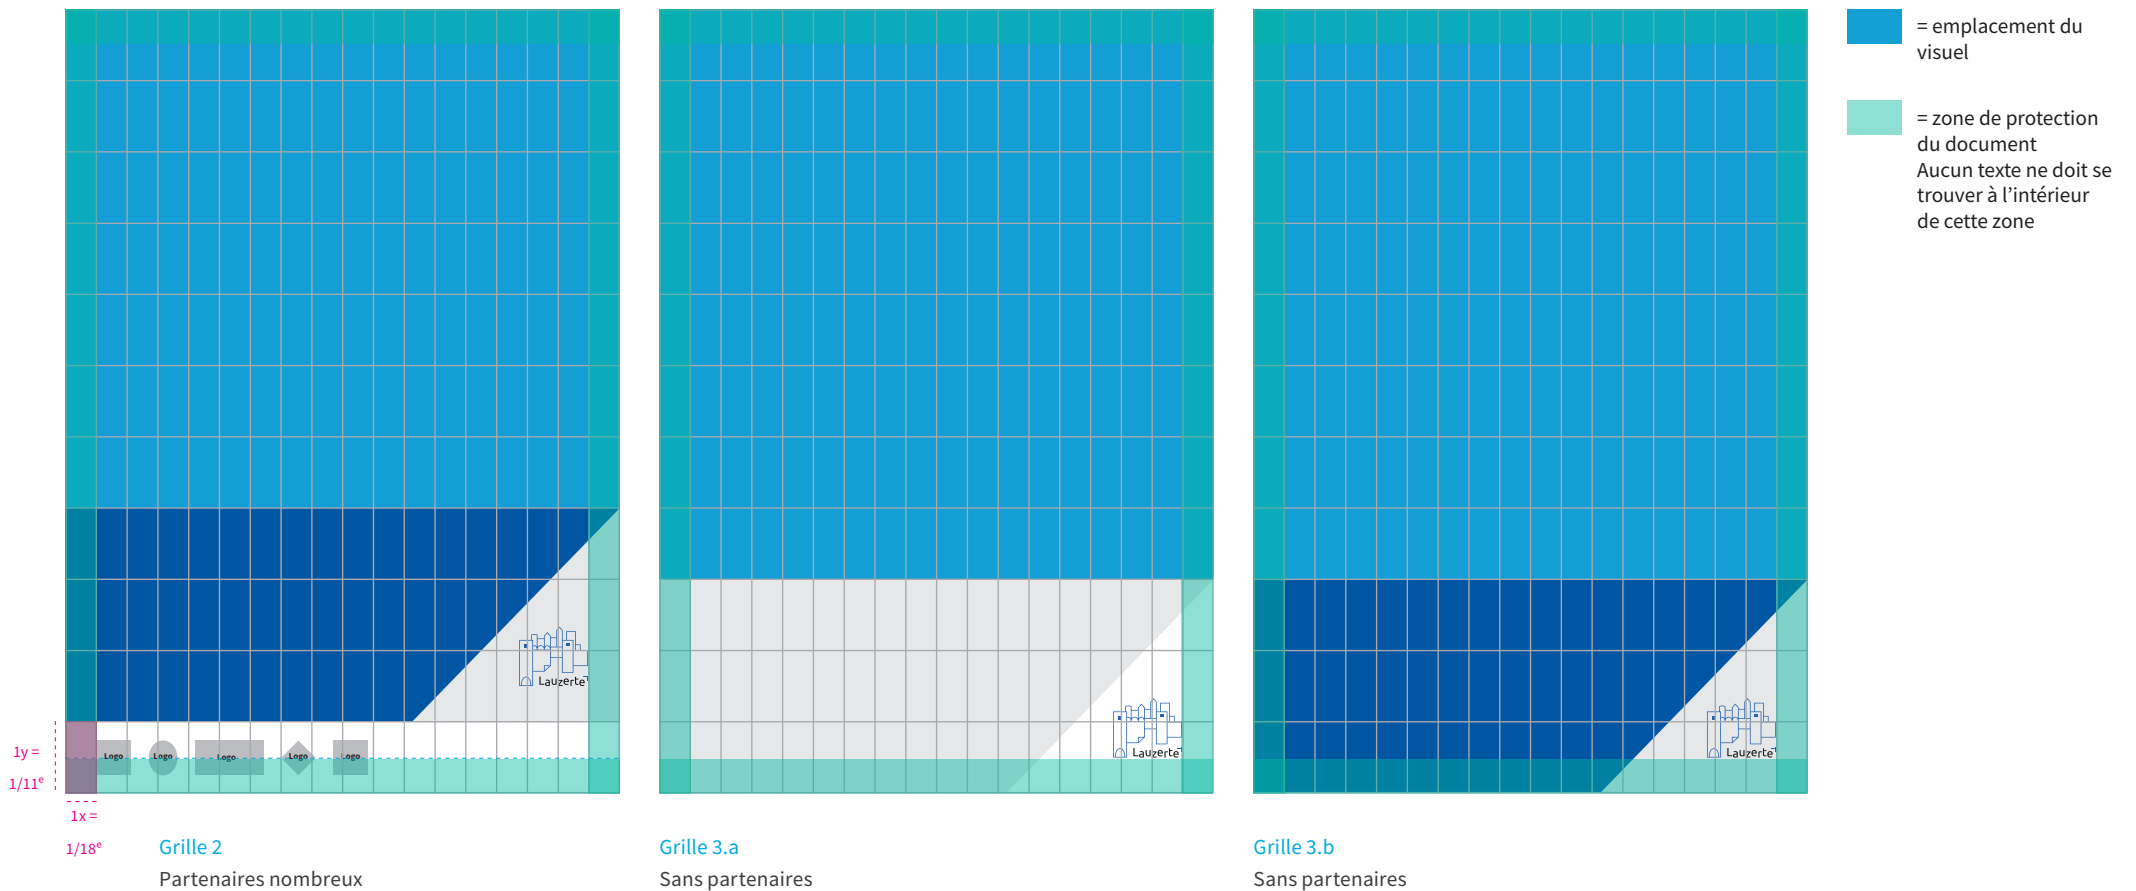 = emplacement du
visuel
= zone de protection
du document
Aucun texte ne doit se
trouver à l’intérieur
de cette zone
Lauzerte
Logo
Logo
Logo
Logo
Logo
Lauzerte
Lauzerte
1y =
1/11e
1x =
1/18e
Grille 2
Partenaires nombreux
Grille 3.a
Sans partenaires
Grille 3.b
Sans partenaires